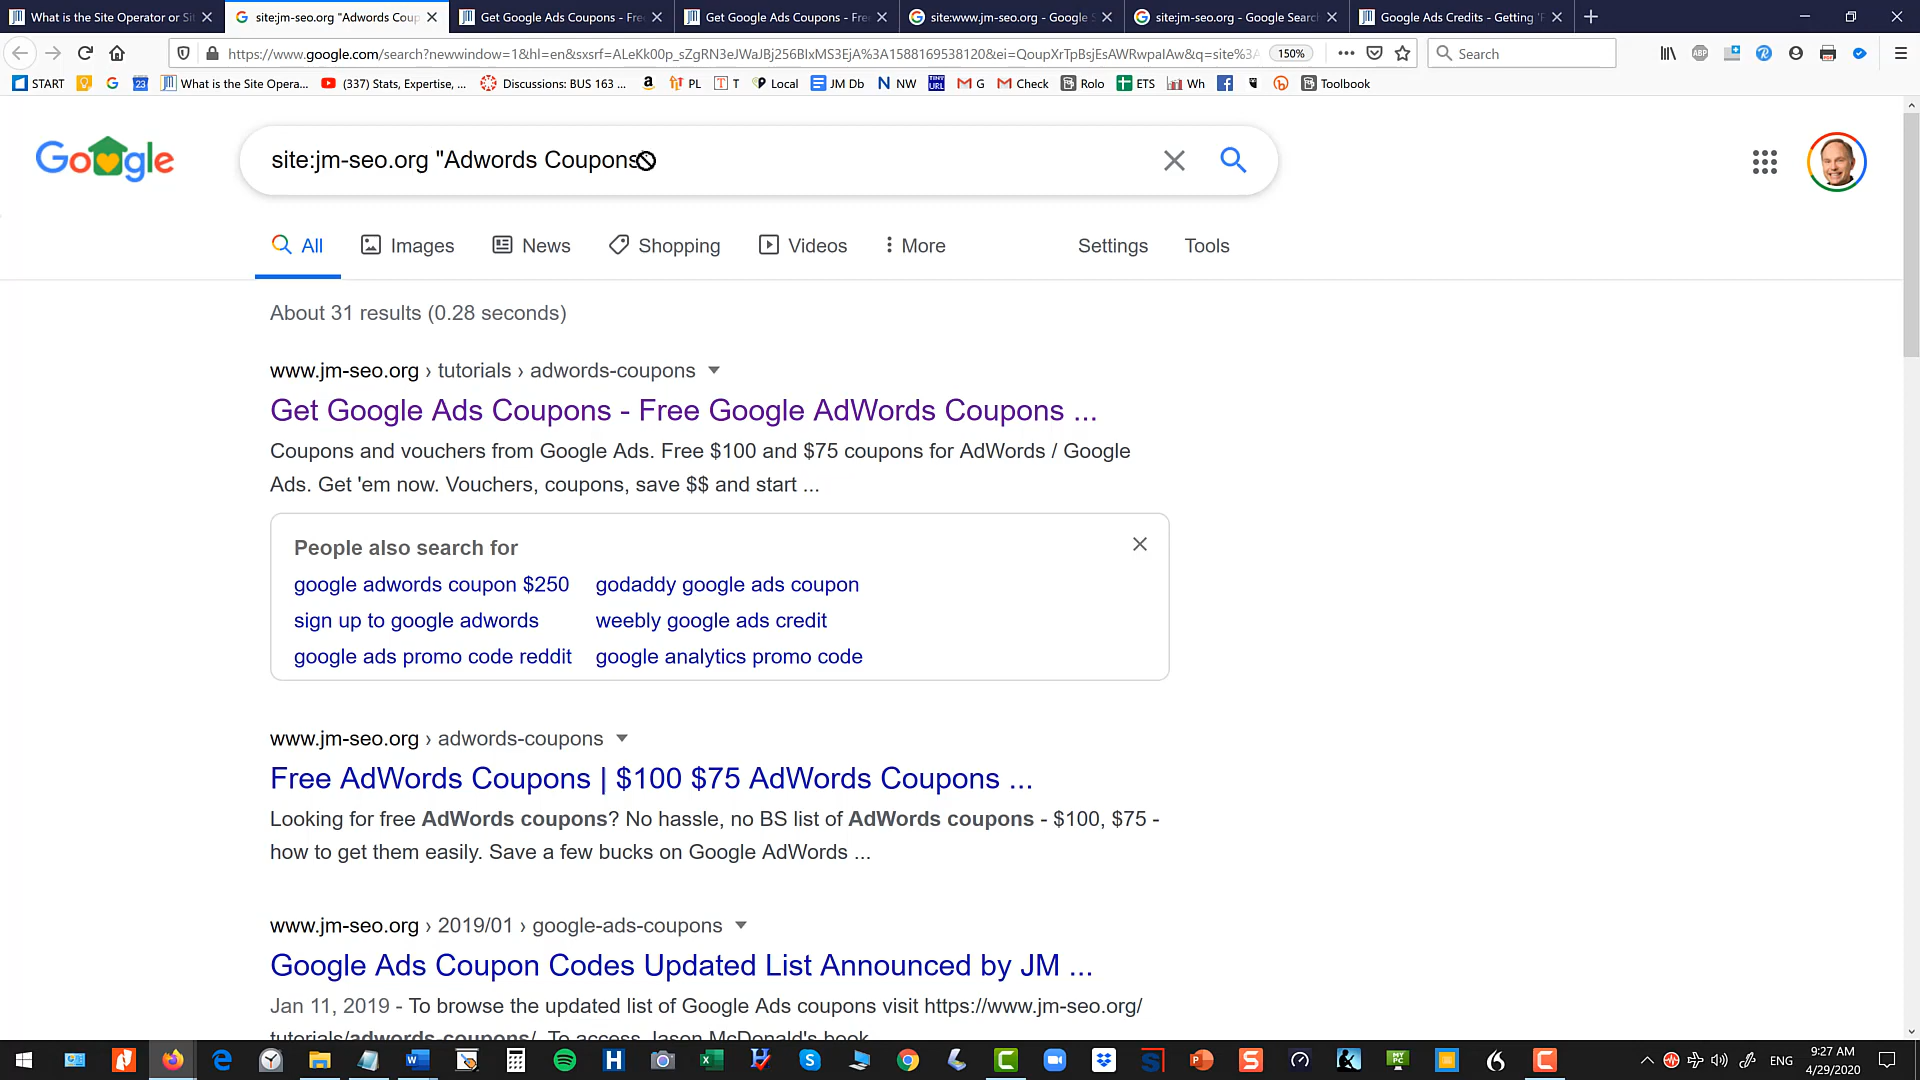 What is the Site Operator or Sit
site:jm-seo.org "Adwords Coup
Get Google Ads Coupons - Fre
Get Google Ads Coupons - Fre
site:www.jm-seo.org - Google S
site:jm-seo.org - Google Searc
Google Ads Credits - Getting 'F
https://www.google.com/search?newwindow=1&hl=en&sxsrf=
150%
Search
START
23
What is the Site Opera...
(337) Stats, Expertise, ...
Discussions: BUS 163 ...
PL
T
Local
JM Db
NW
G
Check
Rolo
ETS
Wh
Toolbook
Google
site:jm-seo.org "Adwords Coupons
All
Images
News
Shopping
Videos
More
Settings
Tools
About 31 results (0.28 seconds)
www.jm-seo.org › tutorials › adwords-coupons
Get Google Ads Coupons - Free Google AdWords Coupons ...
Coupons and vouchers from Google Ads. Free $100 and $75 coupons for AdWords / Google
Ads. Get 'em now. Vouchers, coupons, save $$ and start ...
People also search for
google adwords coupon $250
godaddy google ads coupon
sign up to google adwords
weebly google ads credit
google ads promo code reddit
google analytics promo code
www.jm-seo.org › adwords-coupons
Free AdWords Coupons | $100 $75 AdWords Coupons ...
Looking for free AdWords coupons? No hassle, no BS list of AdWords coupons - $100, $75 -
how to get them easily. Save a few bucks on Google AdWords ...
www.jm-seo.org › 2019/01 › google-ads-coupons
Google Ads Coupon Codes Updated List Announced by JM ...
Jan 11, 2019 - To browse the updated list of Google Ads coupons visit https://www.jm-seo.org/
tutorials/adwords-coupons/. To access Jason McDonald's book
ENG
9:27 AM
4/29/2020